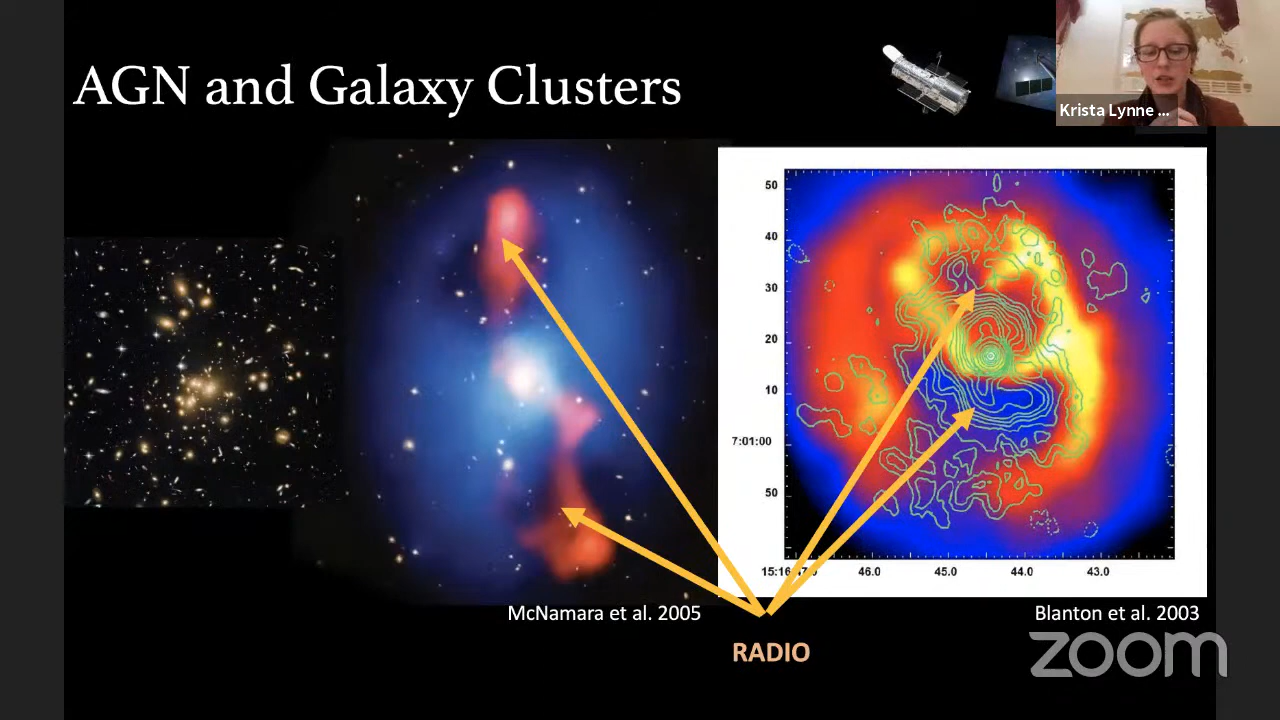 AGN and Galaxy Clusters
Krista Lynne ...
50
40
30
20
10
7:01:00
50
46.0
45.0
44.0
43.0
McNamara et al. 2005
Blanton et al. 2003
RADIO
zoom